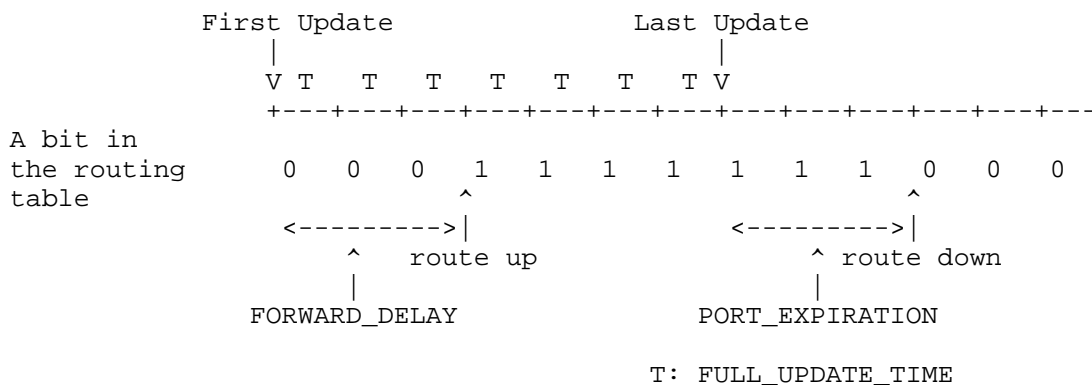 First Update                Last Update
|                           |
V T   T   T   T   T   T   T V
+---+---+---+---+---+---+---+---+---+---+---+---+---
A bit in
the routing      0   0   0   1   1   1   1   1   1   1   0   0   0
table                        ^                           ^
<--------->|                <--------->|
^   route up                ^ route down
|                           |
FORWARD_DELAY               PORT_EXPIRATION
T: FULL_UPDATE_TIME